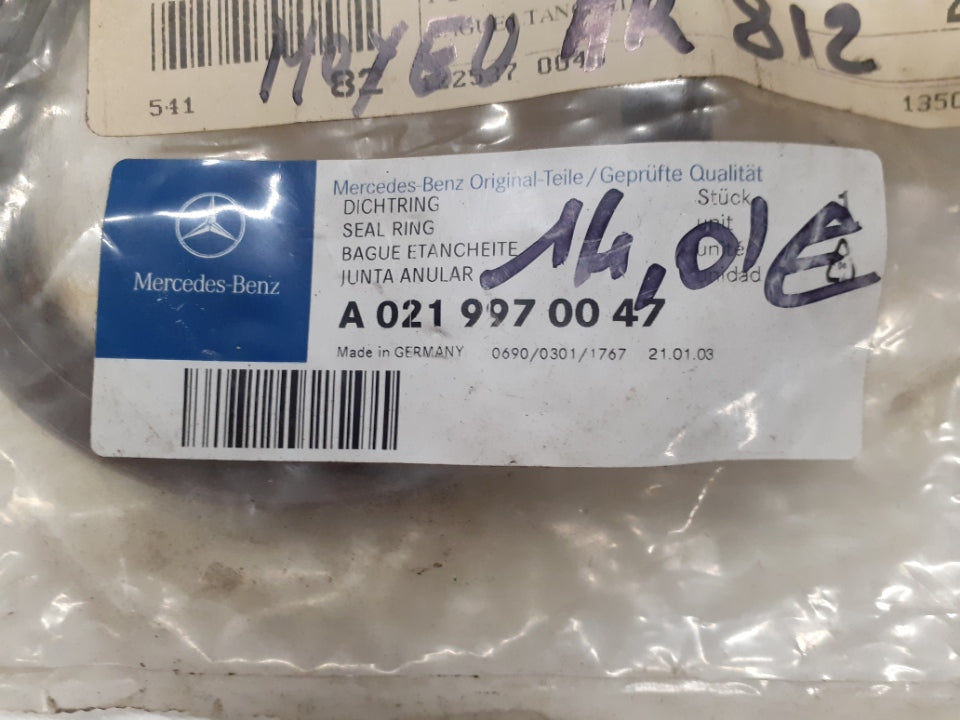 MOYEU AR 812
541
1350
Mercedes-Benz
Mercedes-Benz Original-Teile/Geprüfte Qualität
DICHTRING
Stück
SEAL RING
unit
BAGUE ETANCHEITE
JUNTA ANULAR
14,01€
A 021 997 00 47
Made in GERMANY 0690/0301/1767 21.01.03